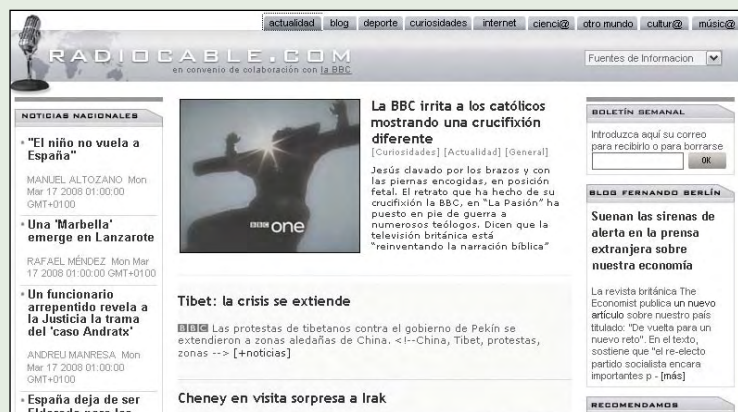 actualidad blog deporte curiosidades internet cienci@ otro mundo cultur@ músic@
RADIOCABLE.COM
en convenio de colaboración con la BBC
Fuentes de Informacion
NOTICIAS NACIONALES
"El niño no vuela a
España"
MANUEL ALTOZANO Mon
Mar 17 2008 01:00:00
GMT+0100
Una 'Marbella'
emerge en Lanzarote
RAFAEL MÉNDEZ Mon Mar
17 2008 01:00:00 GMT+0100
Un funcionario
arrepentido revela a
la Justicia la trama
del 'caso Andratx'
ANDREU MANRESA Mon
Mar 17 2008 01:00:00
GMT+0100
España deja de ser
Eldorado para los
BBC one
La BBC irrita a los católicos
mostrando una crucifixión
diferente
[Curiosidades] [Actualidad] [General]
Jesús clavado por los brazos y con
las piernas encogidas, en posición
fetal. El retrato que ha hecho de su
crucifixión la BBC, en "La Pasión" ha
puesto en pie de guerra a
numerosos teólogos. Dicen que la
televisión británica está
"reinventando la narración bíblica"
Tibet: la crisis se extiende
BBC Las protestas de tibetanos contra el gobierno de Pekín se
extendieron a zonas aledañas de China. <!--China, Tibet, protestas,
zonas --> [+noticias]
Cheney en visita sorpresa a Irak
BOLETÍN SEMANAL
Introduzca aquí su correo
para recibirlo o para borrarse
OK
BLOG FERNANDO BERLÍN
Suenan las sirenas de
alerta en la prensa
extranjera sobre
nuestra economía
La revista británica The
Economist publica un nuevo
artículo sobre nuestro país
titulado: "De vuelta para un
nuevo reto". En el texto,
sostiene que "el re-electo
partido socialista encara
importantes p - [más]
RECOMENDAMOS